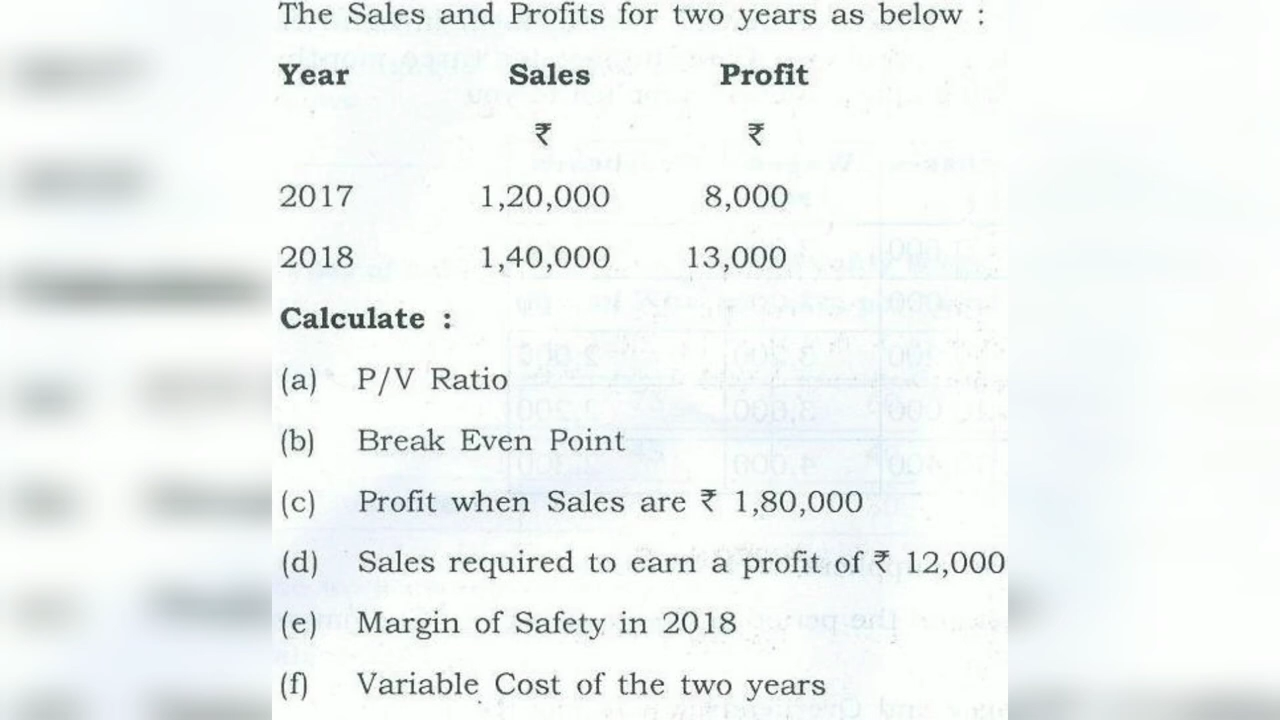 The Sales and Profits for two years as below :
Year Sales Profit
₹ ₹
2017 1,20,000 8,000
2018 1,40,000 13,000
Calculate :
(a) P/V Ratio
(b) Break Even Point
(c) Profit when Sales are ₹ 1,80,000
(d) Sales required to earn a profit of ₹ 12,000
(e) Margin of Safety in 2018
(f) Variable Cost of the two years